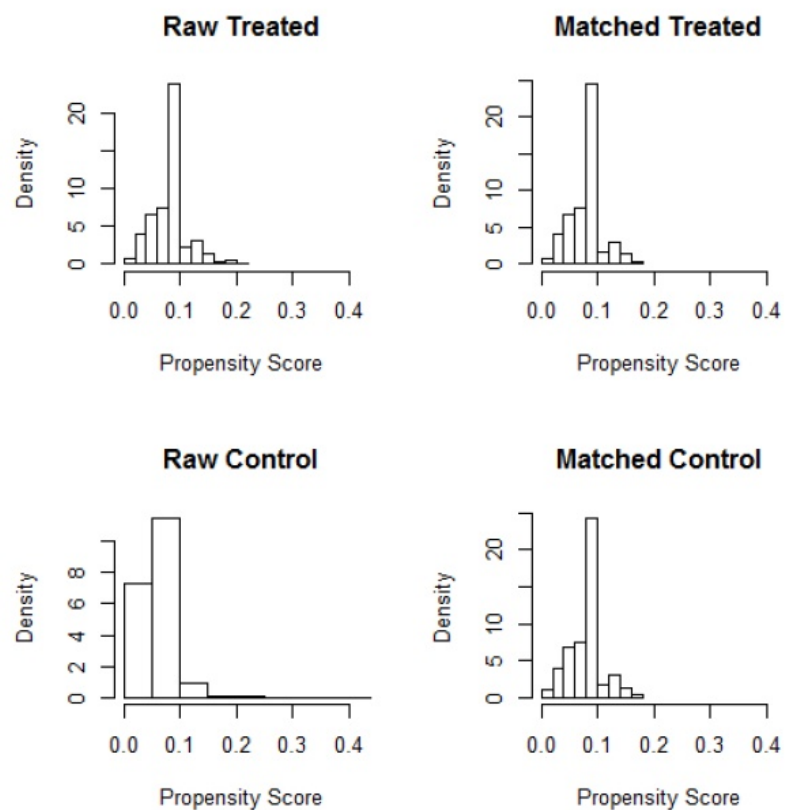 Raw Treated
Density
0
5
10
20
0.0 0.1 0.2 0.3 0.4
Propensity Score
Matched Treated
Density
0
5
10
20
0.0 0.1 0.2 0.3 0.4
Propensity Score
Raw Control
Density
0
2
4
6
8
0.0 0.1 0.2 0.3 0.4
Propensity Score
Matched Control
Density
0
5
10
20
0.0 0.1 0.2 0.3 0.4
Propensity Score